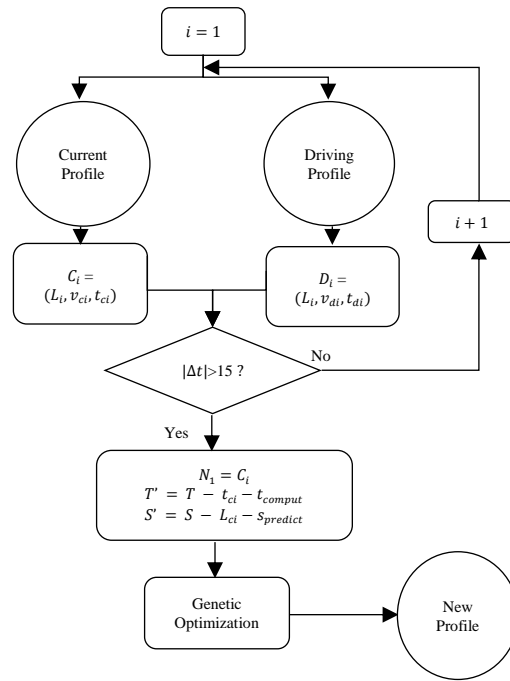 i = 1
Current
Profile
Driving
Profile
i + 1
C_i =
(L_i, v_ci, t_ci)
D_i =
(L_i, v_di, t_di)
|Δt|>15 ?
No
Yes
N_1 = C_i
T' = T − t_ci − t_comput
S' = S − L_ci − s_predict
Genetic
Optimization
New
Profile